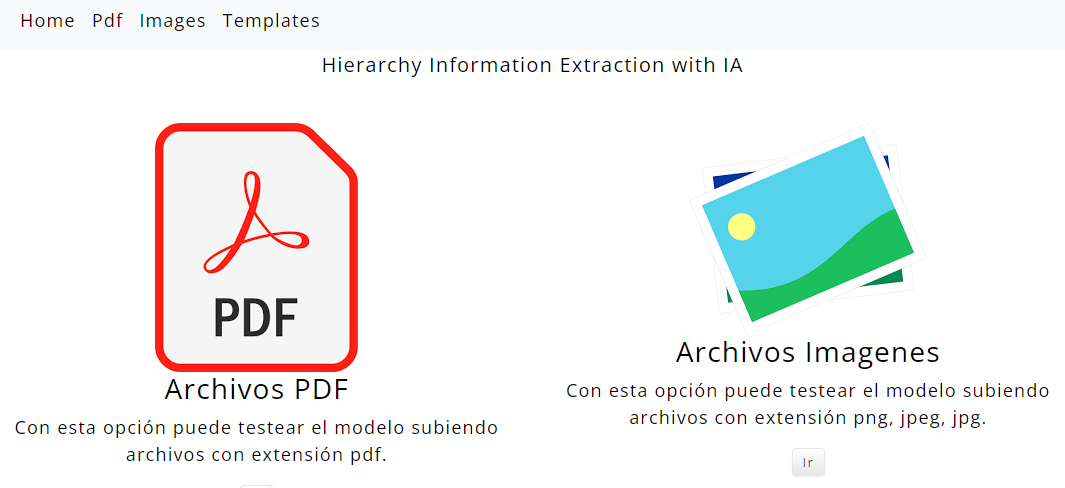 Home Pdf Images Templates
Hierarchy Information Extraction with IA
PDF
Archivos PDF
Con esta opción puede testear el modelo subiendo
archivos con extensión pdf.
Archivos Imagenes
Con esta opción puede testear el modelo subiendo
archivos con extensión png, jpeg, jpg.
Ir